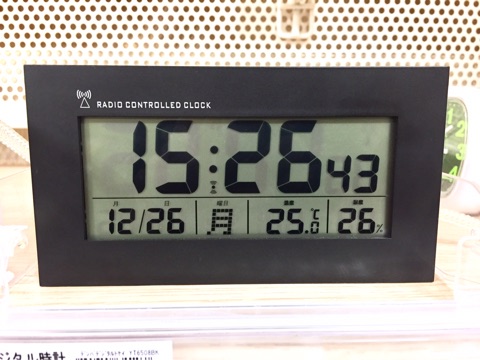 RADIO CONTROLLED CLOCK
15:26 43
月 日 曜日 温度 湿度
12/26 月 25.0℃ 26%
ジタル時計